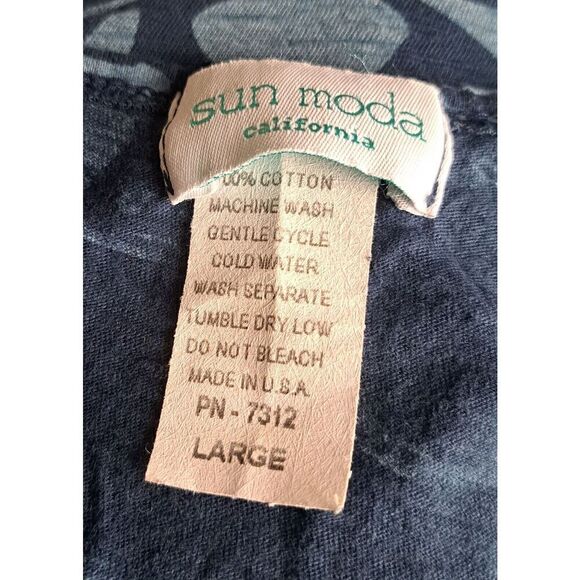 sun moda
california
00% COTTON
MACHINE WASH
GENTLE CYCLE
COLD WATER
WASH SEPARATE
TUMBLE DRY LOW
DO NOT BLEACH
MADE IN U.S.A.
PN - 7312
LARGE